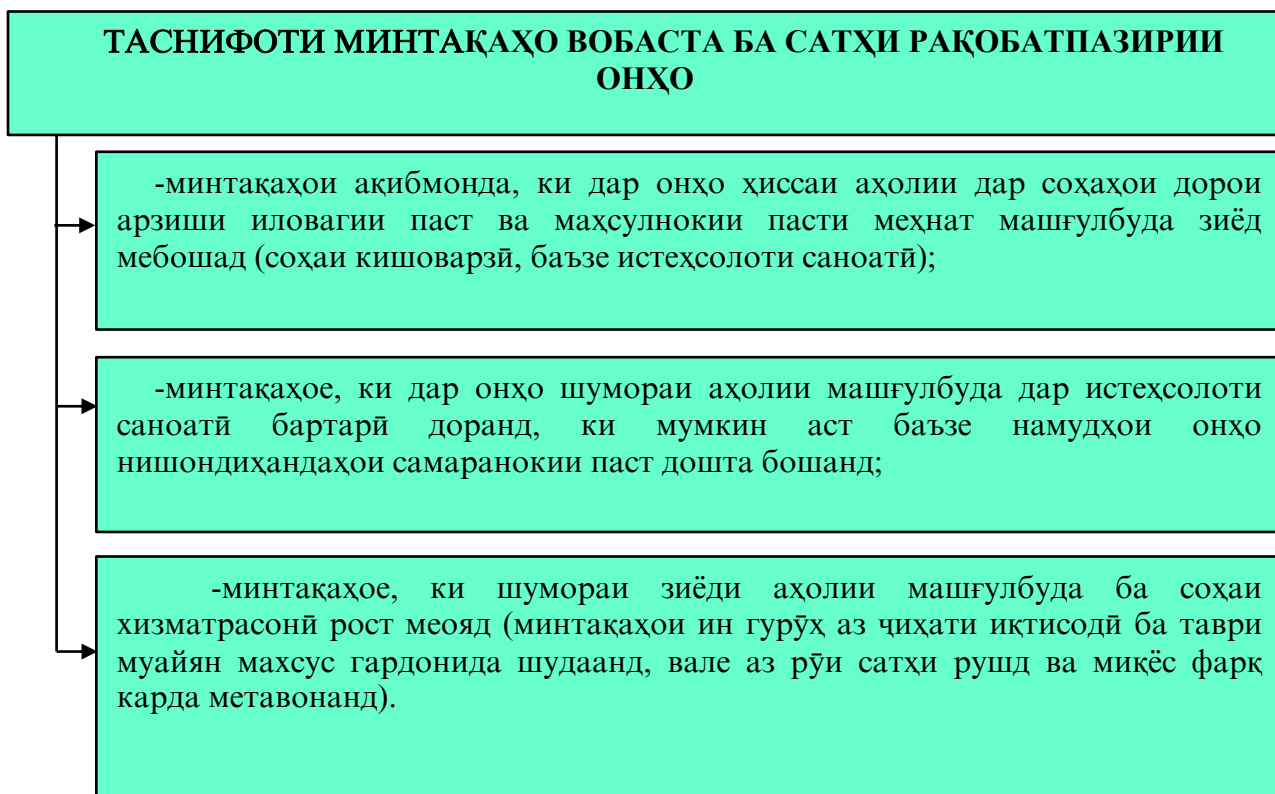 ТАСНИФОТИ МИНТАҚАҲО ВОБАСТА БА САТҲИ РАҚОБАТПАЗИРИИ
ОНҲО
-минтақаҳои ақибмонда, ки дар онҳо ҳиссаи аҳолии дар соҳаҳои дорои
арзиши иловагии паст ва маҳсулнокии пасти меҳнат машғулбуда зиёд
мебошад (соҳаи кишоварзӣ, баъзе истеҳсолоти саноатӣ);
-минтақаҳое, ки дар онҳо шумораи аҳолии машғулбуда дар истеҳсолоти
саноатӣ бартарӣ доранд, ки мумкин аст баъзе намудҳои онҳо
нишондиҳандаҳои самаранокии паст дошта бошанд;
-минтақаҳое, ки шумораи зиёди аҳолии машғулбуда ба соҳаи
хизматрасонӣ рост меояд (минтақаҳои ин гурӯҳ аз ҷиҳати иқтисодӣ ба таври
муайян махсус гардонида шудаанд, вале аз рӯи сатҳи рушд ва миқёс фарқ
карда метавонанд).